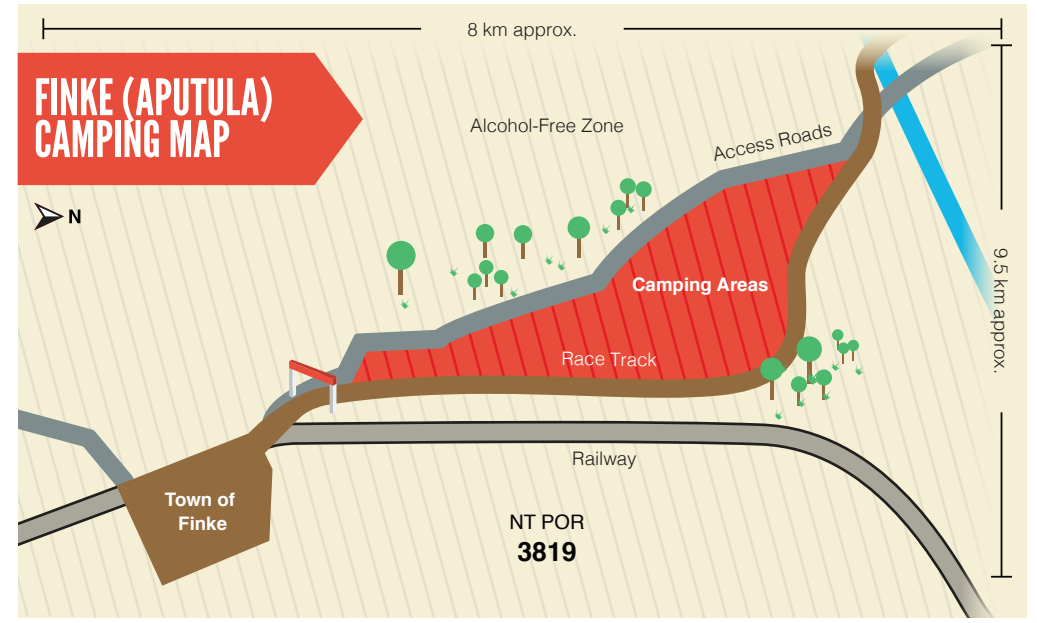 8 km approx.
FINKE (APUTULA)
CAMPING MAP
Alcohol-Free Zone
Access Roads
N
9.5 km approx.
Camping Areas
Race Track
Railway
Town of
Finke
NT POR
3819